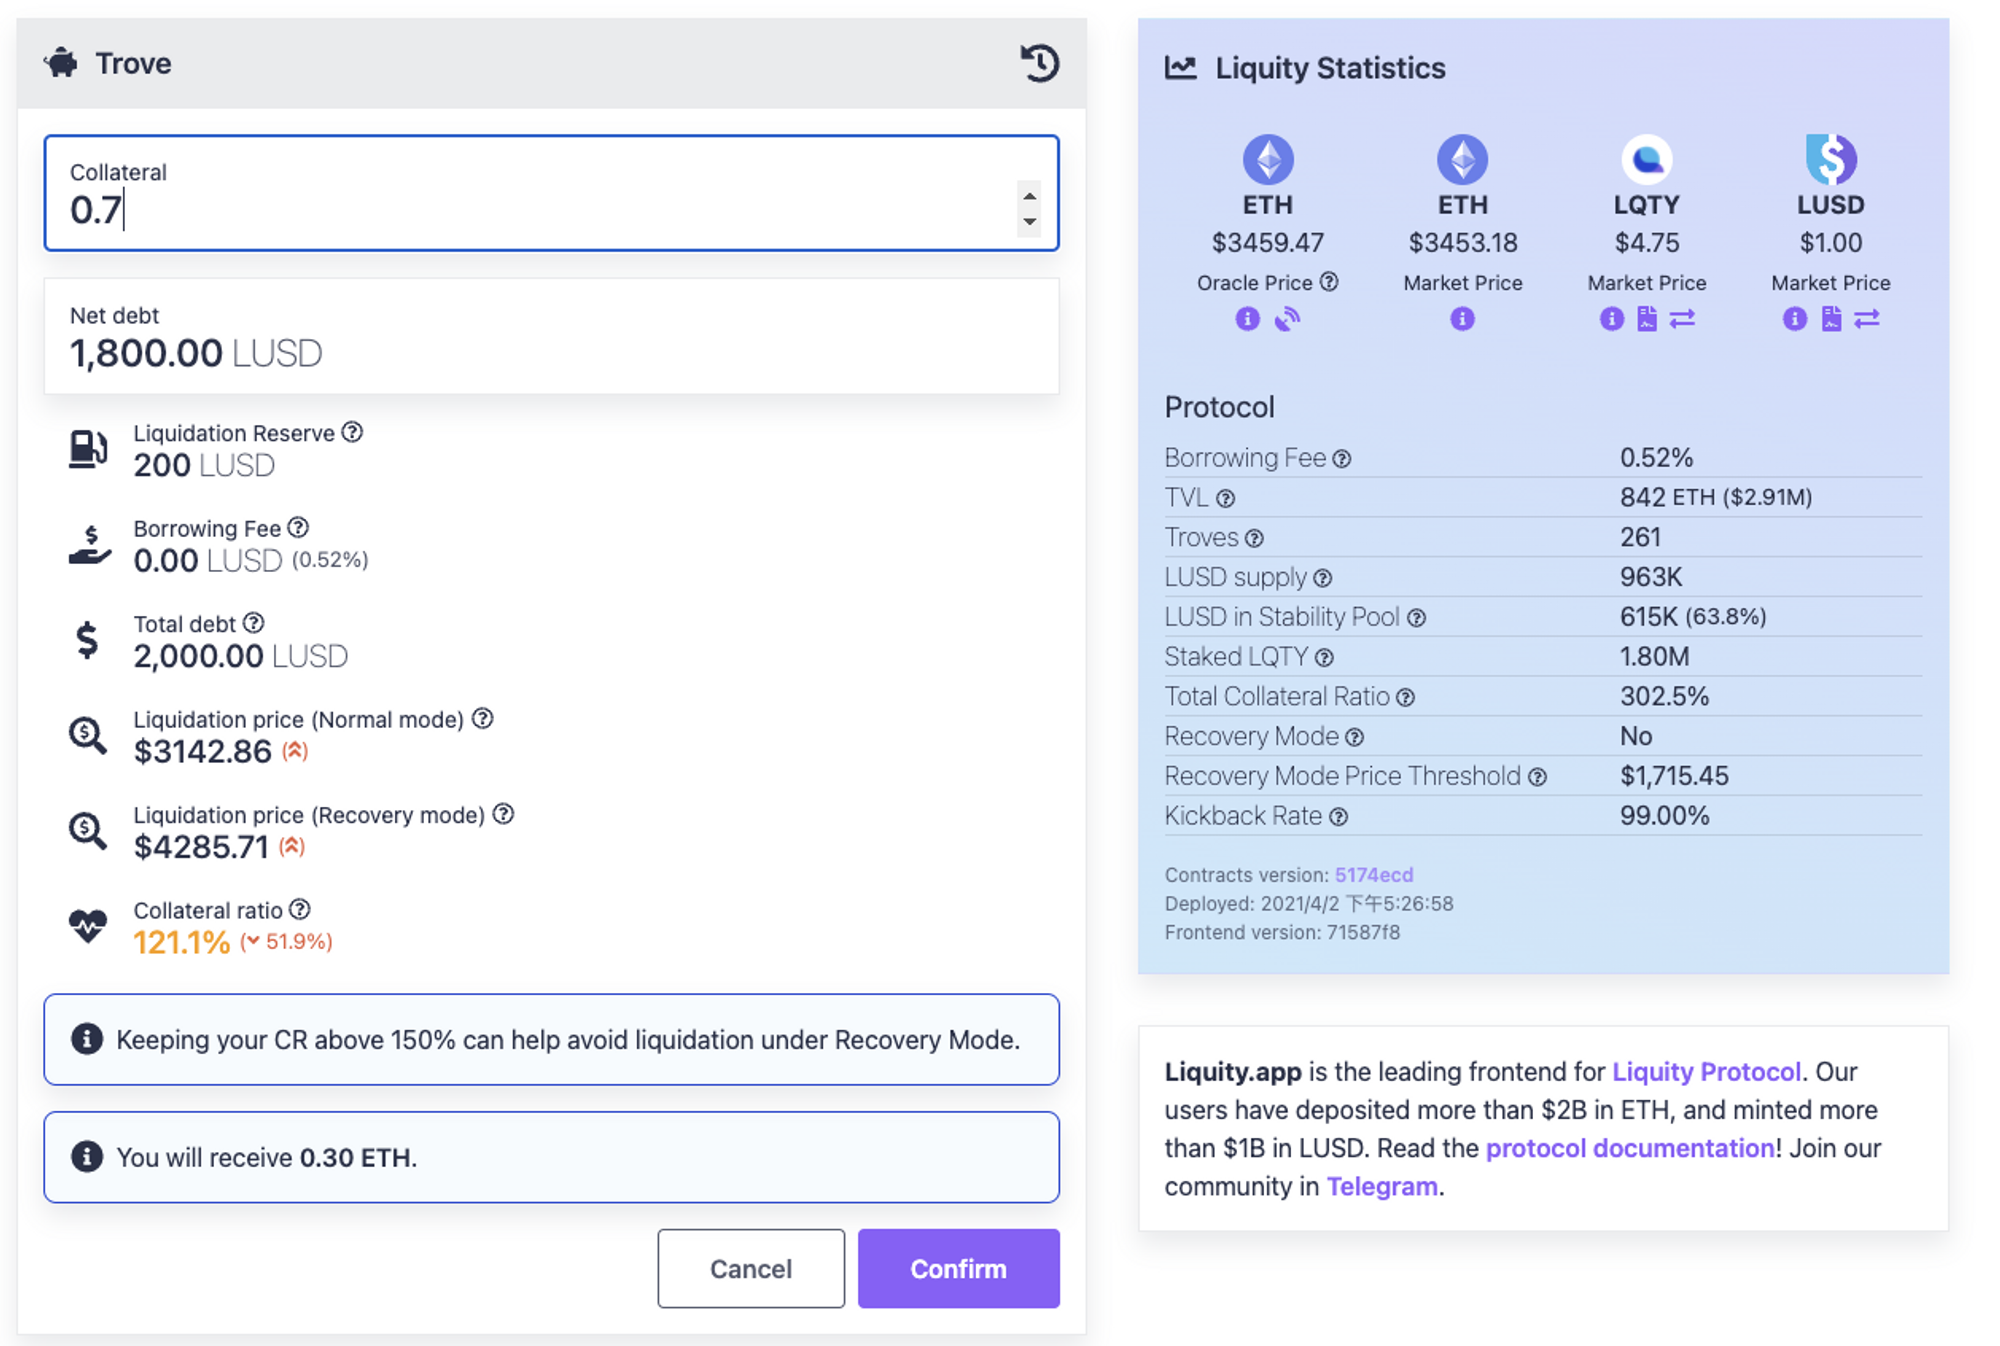 Trove
Collateral
0.7
Net debt
1,800.00 LUSD
Liquidation Reserve
200 LUSD
Borrowing Fee
0.00 LUSD (0.52%)
Total debt
2,000.00 LUSD
Liquidation price (Normal mode)
$3142.86
Liquidation price (Recovery mode)
$4285.71
Collateral ratio
121.1% (51.9%)
Keeping your CR above 150% can help avoid liquidation under Recovery Mode.
You will receive 0.30 ETH.
Cancel Confirm
Liquity Statistics
ETH ETH LQTY LUSD
$3459.47 $3453.18 $4.75 $1.00
Oracle Price Market Price Market Price Market Price
Protocol
Borrowing Fee 0.52%
TVL 842 ETH ($2.91M)
Troves 261
LUSD supply 963K
LUSD in Stability Pool 615K (63.8%)
Staked LQTY 1.80M
Total Collateral Ratio 302.5%
Recovery Mode No
Recovery Mode Price Threshold $1,715.45
Kickback Rate 99.00%
Contracts version: 5174ecd
Deployed: 2021/4/2 下午5:26:58
Frontend version: 71587f8
Liquity.app is the leading frontend for Liquity Protocol. Our
users have deposited more than $2B in ETH, and minted more
than $1B in LUSD. Read the protocol documentation! Join our
community in Telegram.